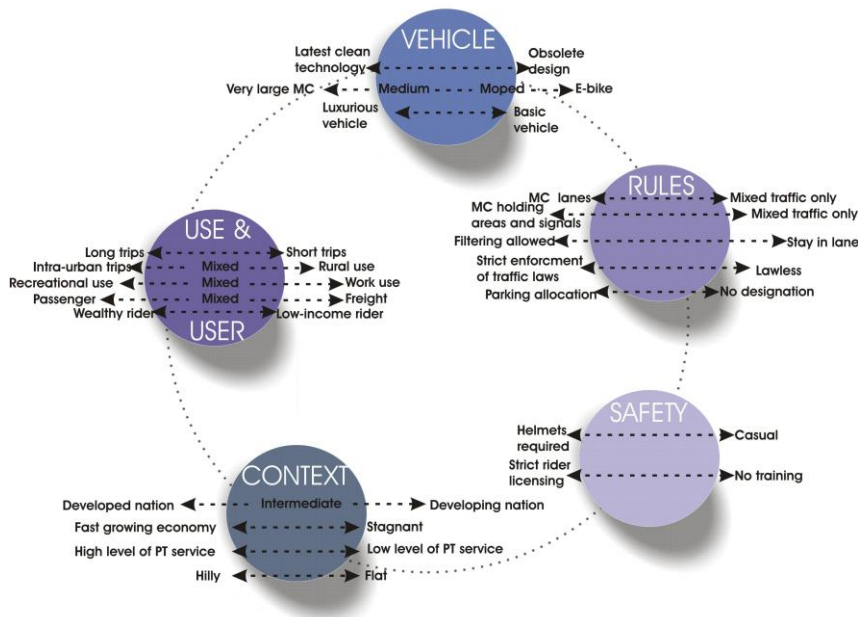 VEHICLE
Latest clean
technology
Obsolete
design
Very large MC Medium Moped E-bike
Luxurious
vehicle
Basic
vehicle
RULES
MC lanes Mixed traffic only
MC holding
areas and signals
Mixed traffic only
Filtering allowed Stay in lane
Strict enforcment
of traffic laws
Lawless
Parking allocation No designation
USE &
Long trips Short trips
Intra-urban trips Mixed Rural use
Recreational use Mixed Work use
Passenger Mixed Freight
Wealthy rider Low-income rider
USER
SAFETY
Helmets
required
Casual
Strict rider
licensing
No training
CONTEXT
Developed nation Intermediate Developing nation
Fast growing economy Stagnant
High level of PT service Low level of PT service
Hilly Flat